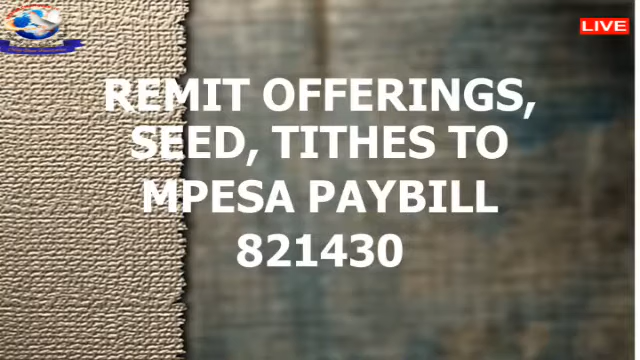 LIVE
REMIT OFFERINGS,
SEED, TITHES TO
MPESA PAYBILL
821430